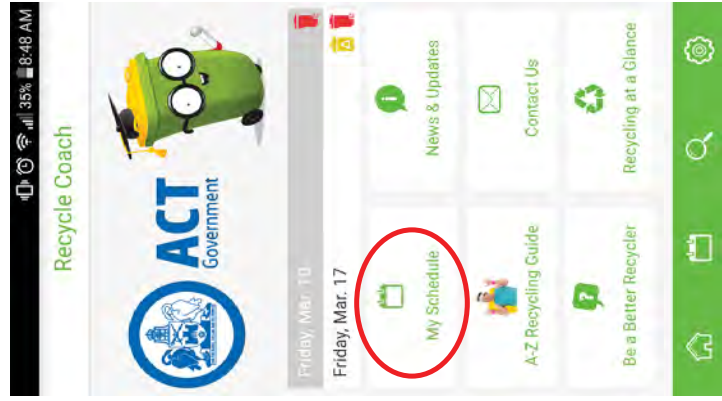 35% 8:48 AM
Recycle Coach
ACT
Government
Friday, Mar. 10
Friday, Mar. 17
My Schedule
News & Updates
A-Z Recycling Guide
Contact Us
Be a Better Recycler
Recycling at a Glance